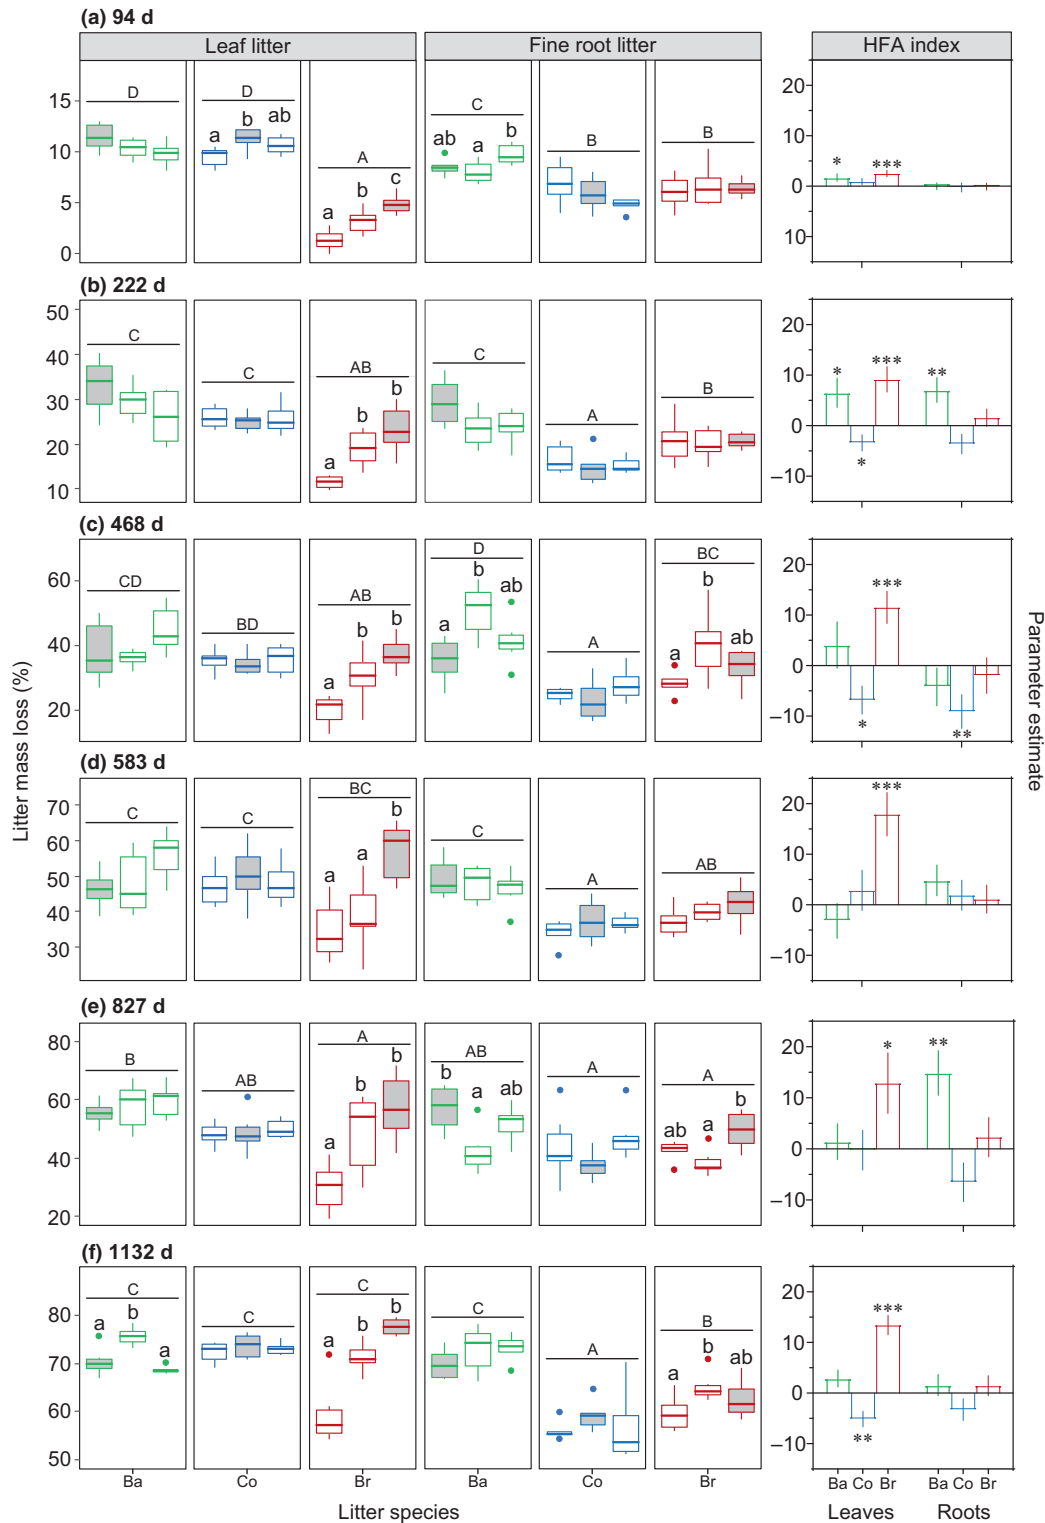 (a) 94 d
Leaf litter
Fine root litter
HFA index
D
D
A
C
B
B
a
b
ab
a
b
c
ab
a
b
15
10
5
0
20
10
0
10
*
***
(b) 222 d
C
C
AB
C
A
B
a
b
b
50
40
30
20
10
20
10
0
–10
*
***
**
*
(c) 468 d
CD
BD
AB
D
A
BC
a
b
b
a
b
ab
a
b
ab
60
40
20
20
10
0
–10
***
*
**
(d) 583 d
C
C
BC
C
A
AB
a
a
b
70
60
50
40
30
20
10
0
–10
***
(e) 827 d
B
AB
A
AB
A
A
a
b
b
b
a
ab
ab
a
b
80
60
40
20
20
10
0
–10
*
**
(f) 1132 d
C
C
C
C
A
B
a
b
a
a
b
b
a
b
ab
80
70
60
50
20
10
0
–10
***
**
Ba
Co
Br
Ba
Co
Br
Ba Co Br
Ba Co Br
Leaves
Roots
Litter species
Litter mass loss (%)
Parameter estimate